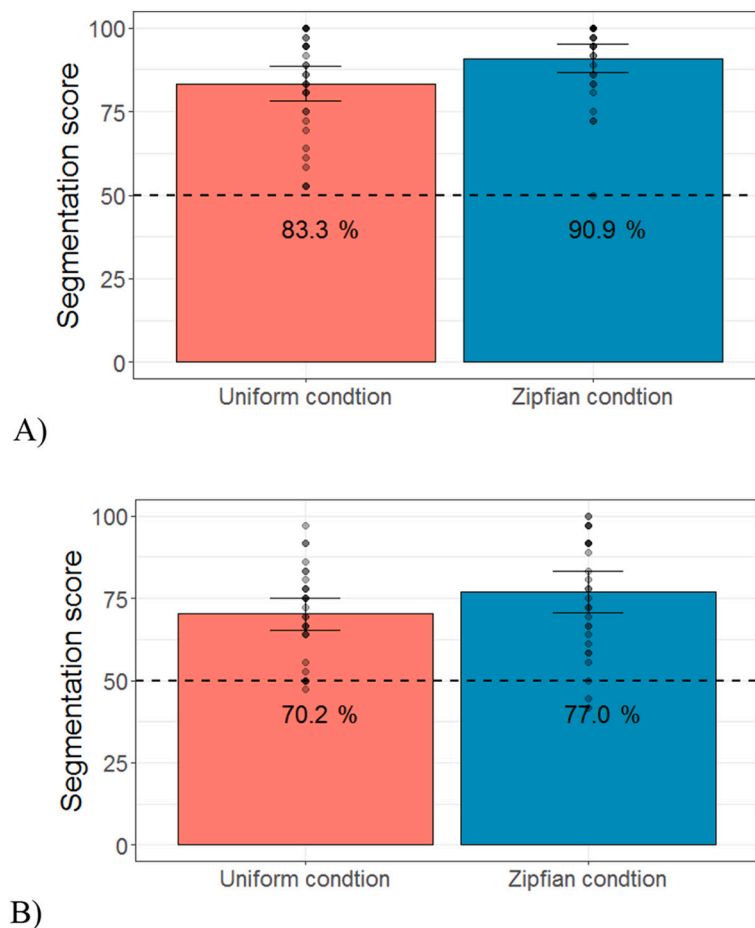 100
75
50
25
0
Segmentation score
83.3 %
90.9 %
Uniform condtion
Zipfian condtion
A)
100
75
50
25
0
Segmentation score
70.2 %
77.0 %
Uniform condtion
Zipfian condtion
B)